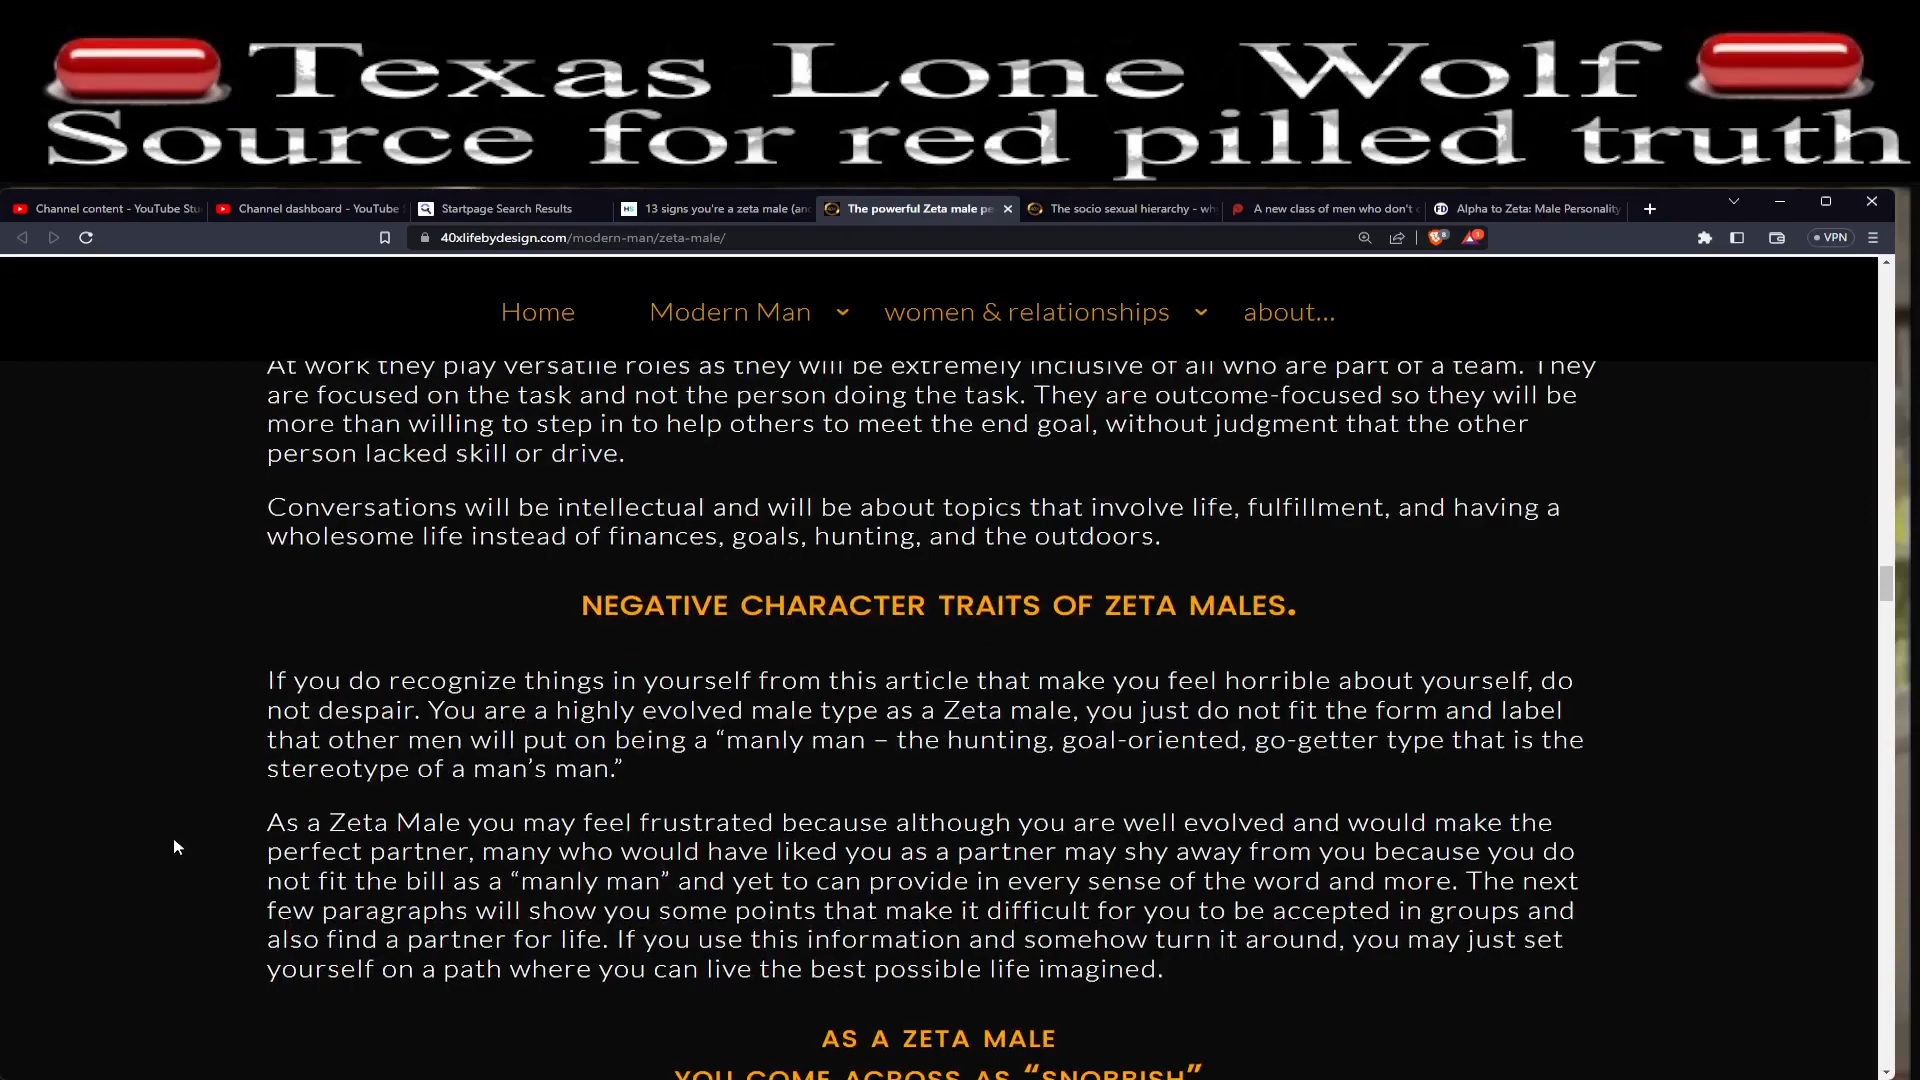 Texas Lone Wolf
Source for red pilled truth
Channel content - YouTube Stu
Channel dashboard - YouTube
Startpage Search Results
13 signs you're a zeta male (an
The powerful Zeta male pe
The socio sexual hierarchy - wh
A new class of men who don't
Alpha to Zeta: Male Personality
40xlifebydesign.com/modern-man/zeta-male/
8
1
VPN
Home
Modern Man
women & relationships
about...
At work they play versatile roles as they will be extremely inclusive of all who are part of a team. They
are focused on the task and not the person doing the task. They are outcome-focused so they will be
more than willing to step in to help others to meet the end goal, without judgment that the other
person lacked skill or drive.
Conversations will be intellectual and will be about topics that involve life, fulfillment, and having a
wholesome life instead of finances, goals, hunting, and the outdoors.
NEGATIVE CHARACTER TRAITS OF ZETA MALES.
If you do recognize things in yourself from this article that make you feel horrible about yourself, do
not despair. You are a highly evolved male type as a Zeta male, you just do not fit the form and label
that other men will put on being a “manly man – the hunting, goal-oriented, go-getter type that is the
stereotype of a man’s man.”
As a Zeta Male you may feel frustrated because although you are well evolved and would make the
perfect partner, many who would have liked you as a partner may shy away from you because you do
not fit the bill as a “manly man” and yet to can provide in every sense of the word and more. The next
few paragraphs will show you some points that make it difficult for you to be accepted in groups and
also find a partner for life. If you use this information and somehow turn it around, you may just set
yourself on a path where you can live the best possible life imagined.
AS A ZETA MALE
YOU COME ACROSS AS “SNOBBISH”